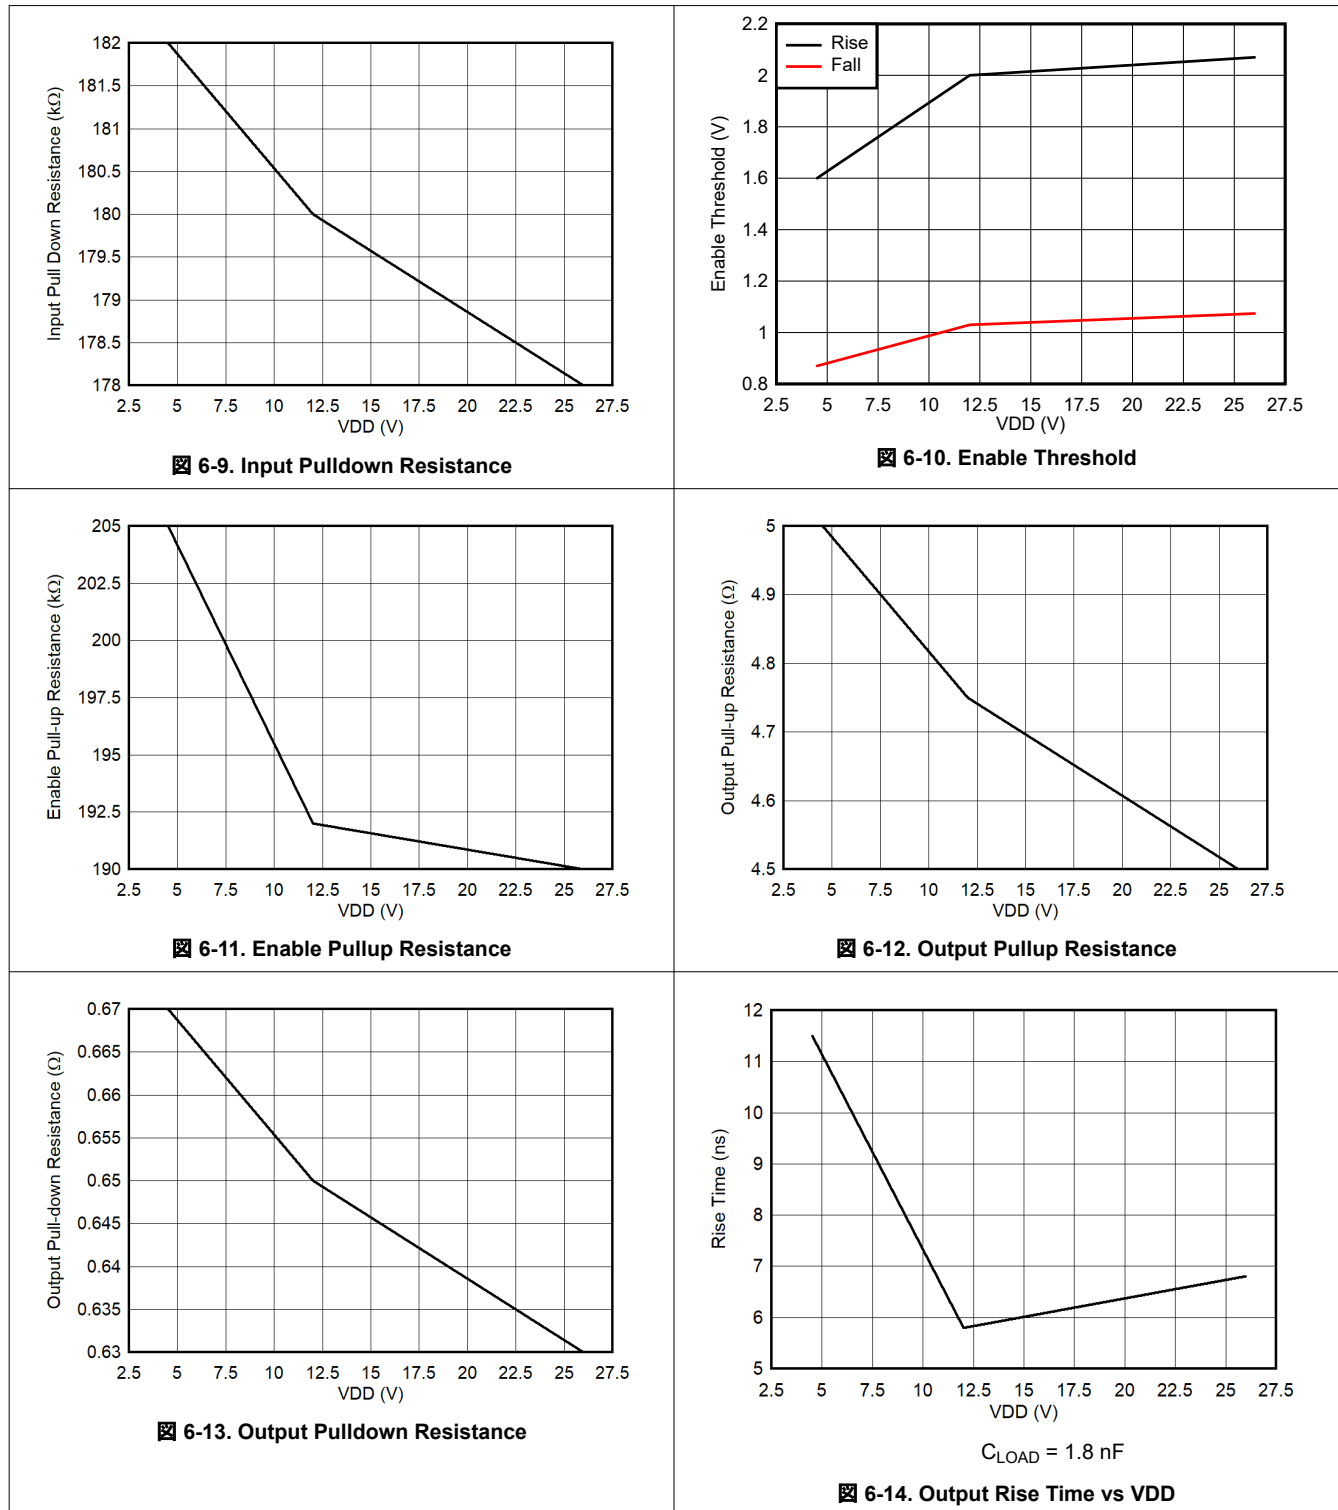 182
181.5
181
180.5
180
179.5
179
178.5
178
Input Pull Down Resistance (kΩ)
2.5 5 7.5 10 12.5 15 17.5 20 22.5 25 27.5
VDD (V)
図 6-9. Input Pulldown Resistance
2.2
2
1.8
1.6
1.4
1.2
1
0.8
Enable Threshold (V)
Rise
Fall
2.5 5 7.5 10 12.5 15 17.5 20 22.5 25 27.5
VDD (V)
図 6-10. Enable Threshold
205
202.5
200
197.5
195
192.5
190
Enable Pull-up Resistance (kΩ)
2.5 5 7.5 10 12.5 15 17.5 20 22.5 25 27.5
VDD (V)
図 6-11. Enable Pullup Resistance
5
4.9
4.8
4.7
4.6
4.5
Output Pull-up Resistance (Ω)
2.5 5 7.5 10 12.5 15 17.5 20 22.5 25 27.5
VDD (V)
図 6-12. Output Pullup Resistance
0.67
0.665
0.66
0.655
0.65
0.645
0.64
0.635
0.63
Output Pull-down Resistance (Ω)
2.5 5 7.5 10 12.5 15 17.5 20 22.5 25 27.5
VDD (V)
図 6-13. Output Pulldown Resistance
12
11
10
9
8
7
6
5
Rise Time (ns)
2.5 5 7.5 10 12.5 15 17.5 20 22.5 25 27.5
VDD (V)
C<sub>LOAD</sub> = 1.8 nF
図 6-14. Output Rise Time vs VDD